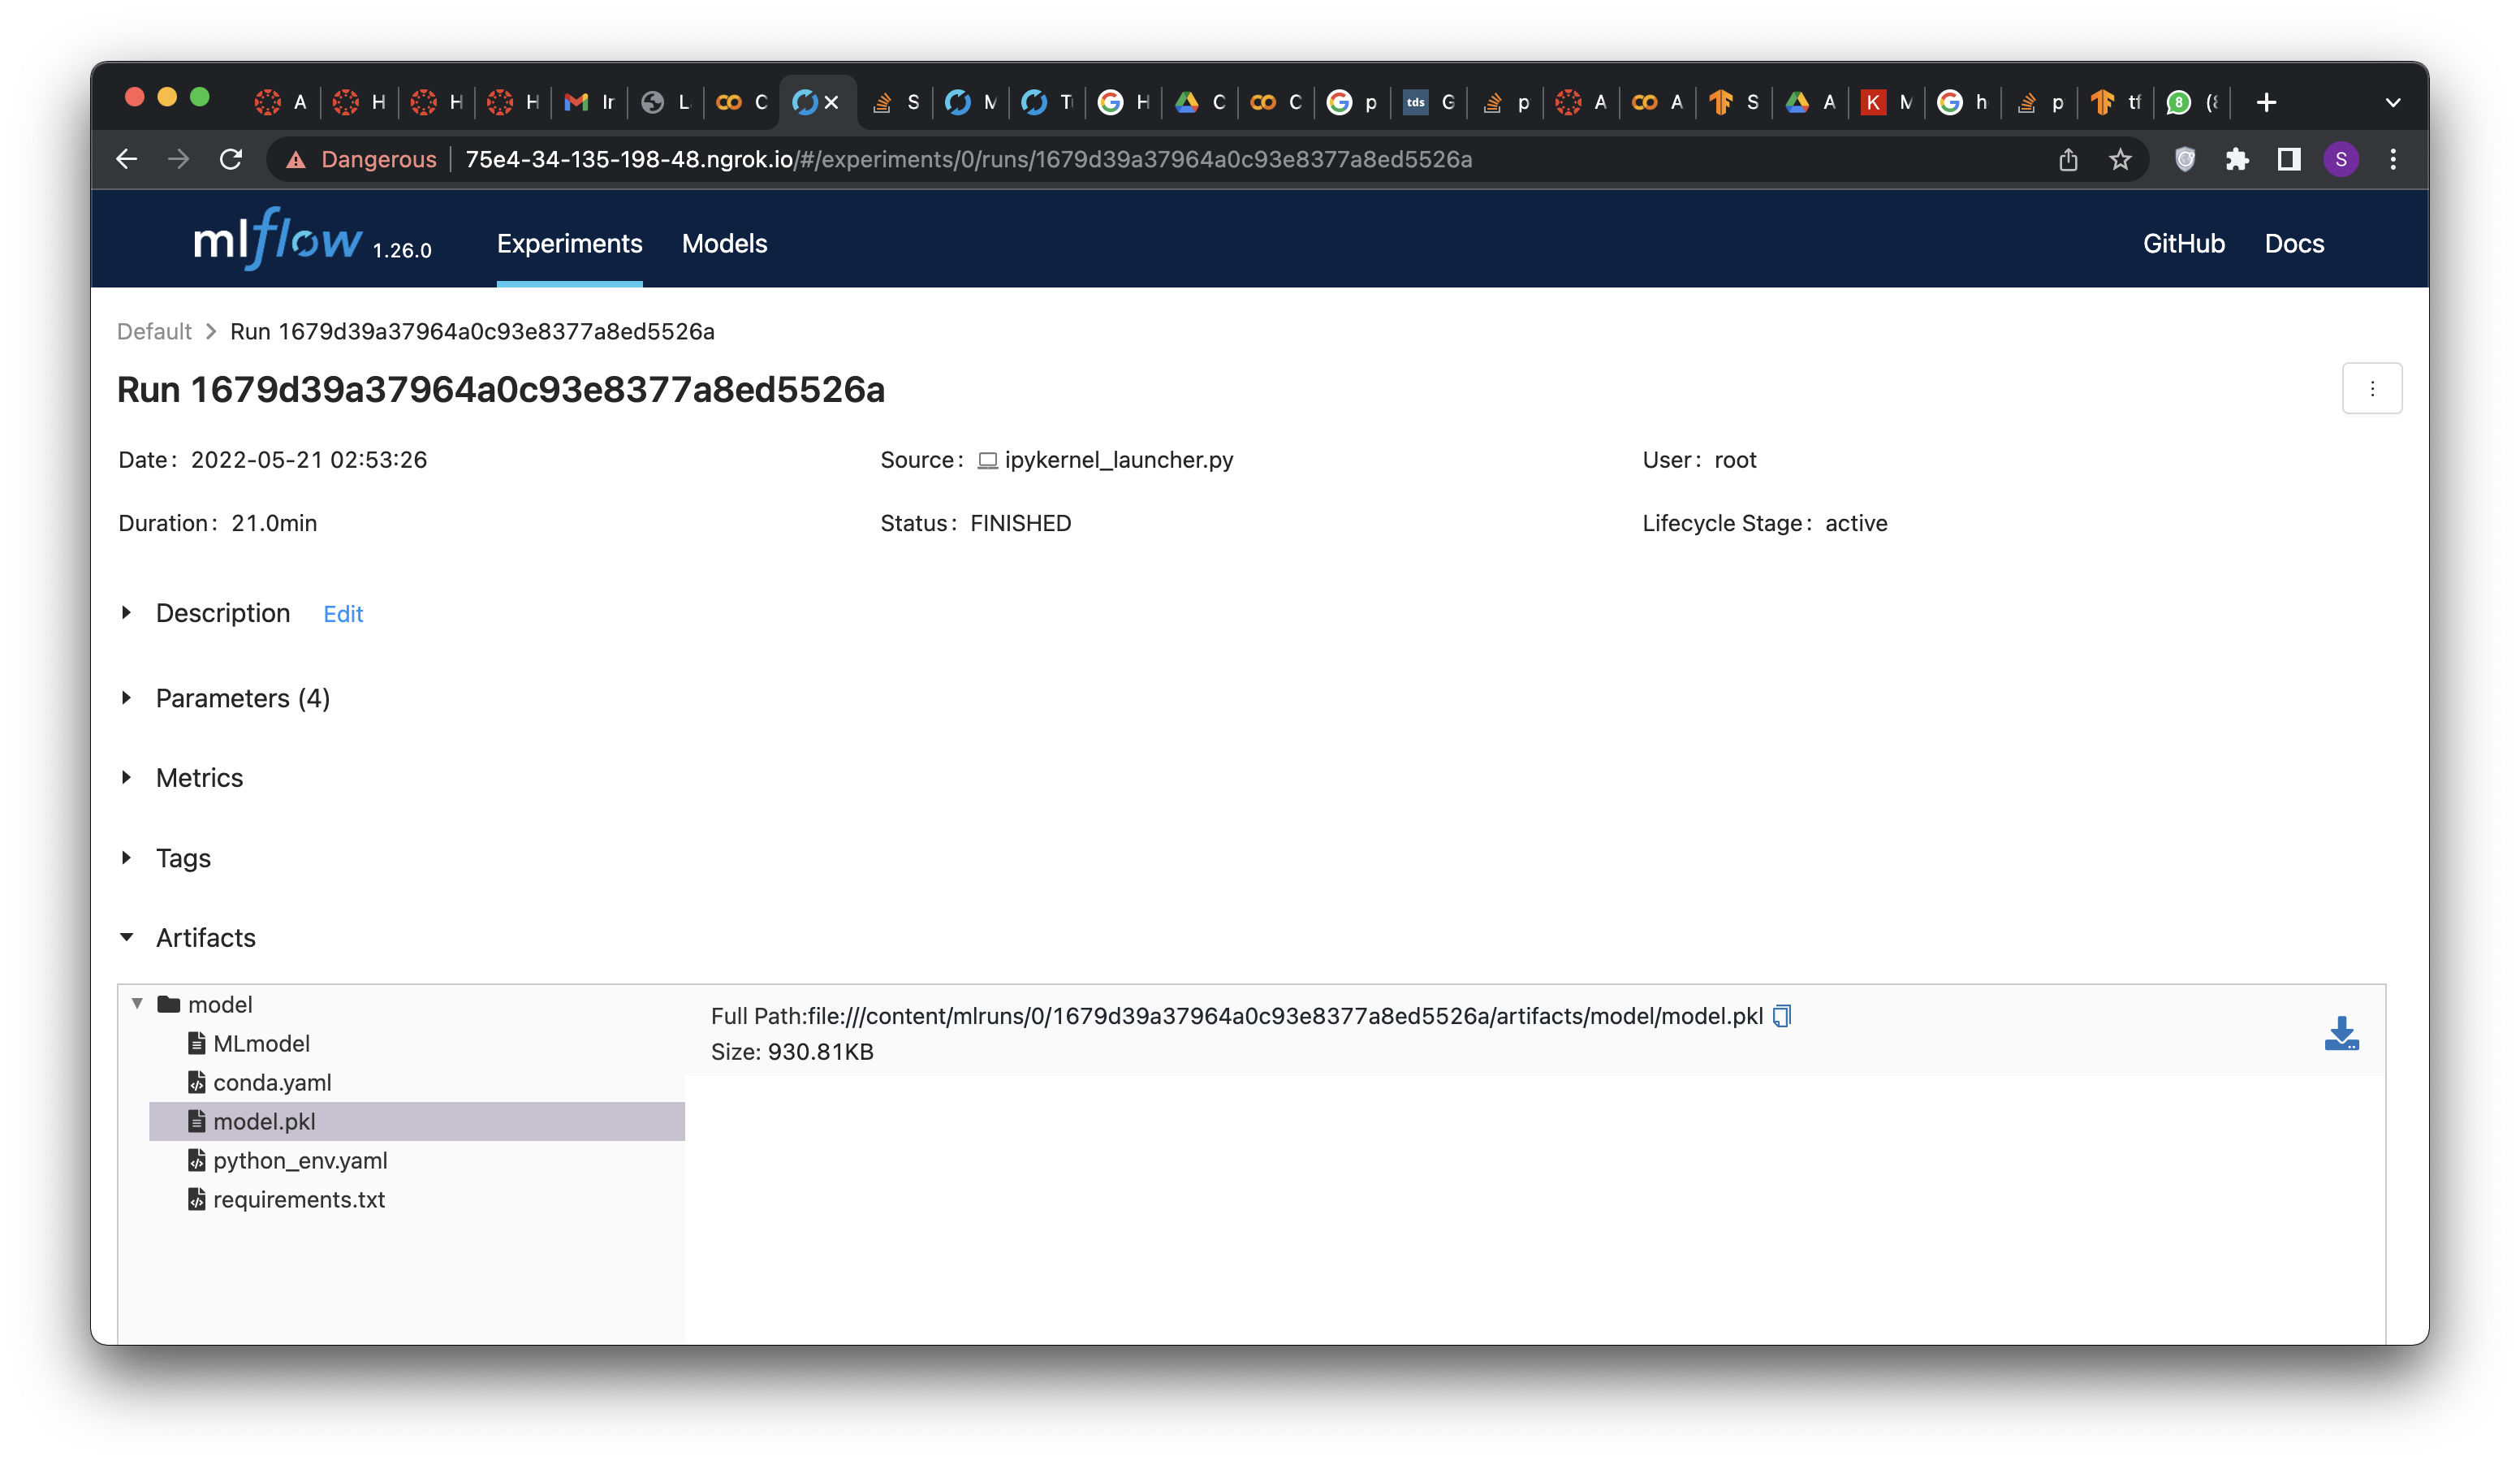 A H H H Ir L C S M T H C C p tds G p A A S A K M h p tf 8 (8
Dangerous 75e4-34-135-198-48.ngrok.io/#/experiments/0/runs/1679d39a37964a0c93e8377a8ed5526a S
mlflow 1.26.0 Experiments Models GitHub Docs
Default > Run 1679d39a37964a0c93e8377a8ed5526a
Run 1679d39a37964a0c93e8377a8ed5526a
Date: 2022-05-21 02:53:26 Source: ipykernel_launcher.py User: root
Duration: 21.0min Status: FINISHED Lifecycle Stage: active
Description Edit
Parameters (4)
Metrics
Tags
Artifacts
model
Full Path:file:///content/mlruns/0/1679d39a37964a0c93e8377a8ed5526a/artifacts/model/model.pkl
Size: 930.81KB
MLmodel
conda.yaml
model.pkl
python_env.yaml
requirements.txt